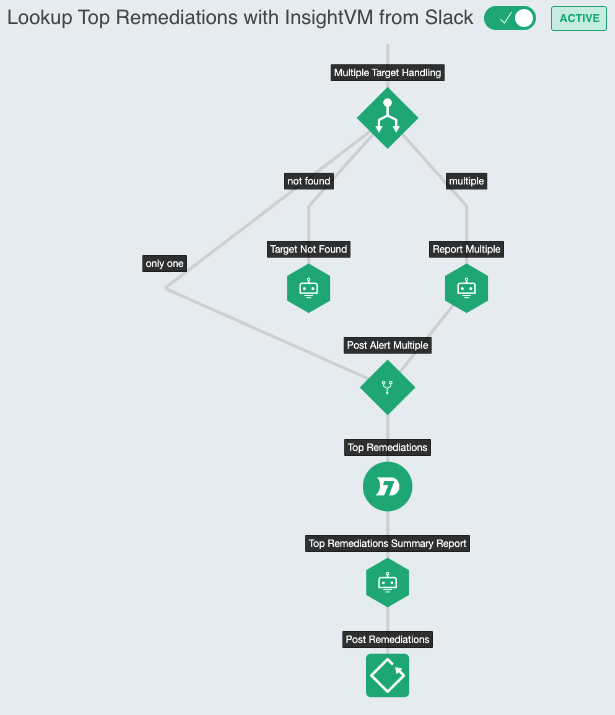 Lookup Top Remediations with InsightVM from Slack
ACTIVE
Multiple Target Handling
not found
multiple
Target Not Found
Report Multiple
only one
Post Alert Multiple
Top Remediations
Top Remediations Summary Report
Post Remediations